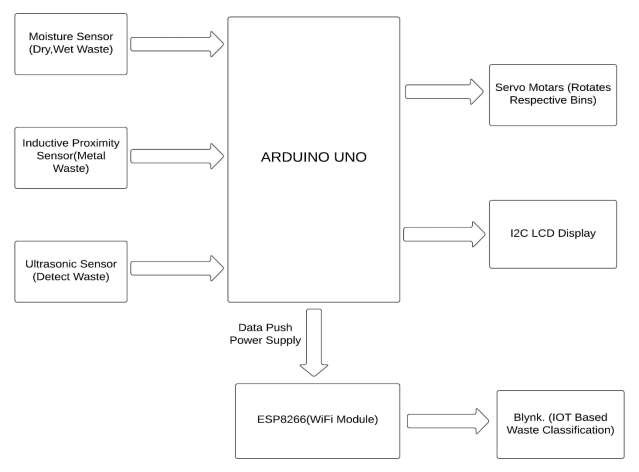 Moisture Sensor
(Dry,Wet Waste)
Inductive Proximity
Sensor(Metal
Waste)
Ultrasonic Sensor
(Detect Waste)
ARDUINO UNO
Servo Motars (Rotates
Respective Bins)
I2C LCD Display
Data Push
Power Supply
ESP8266(WiFi Module)
Blynk. (IOT Based
Waste Classification)